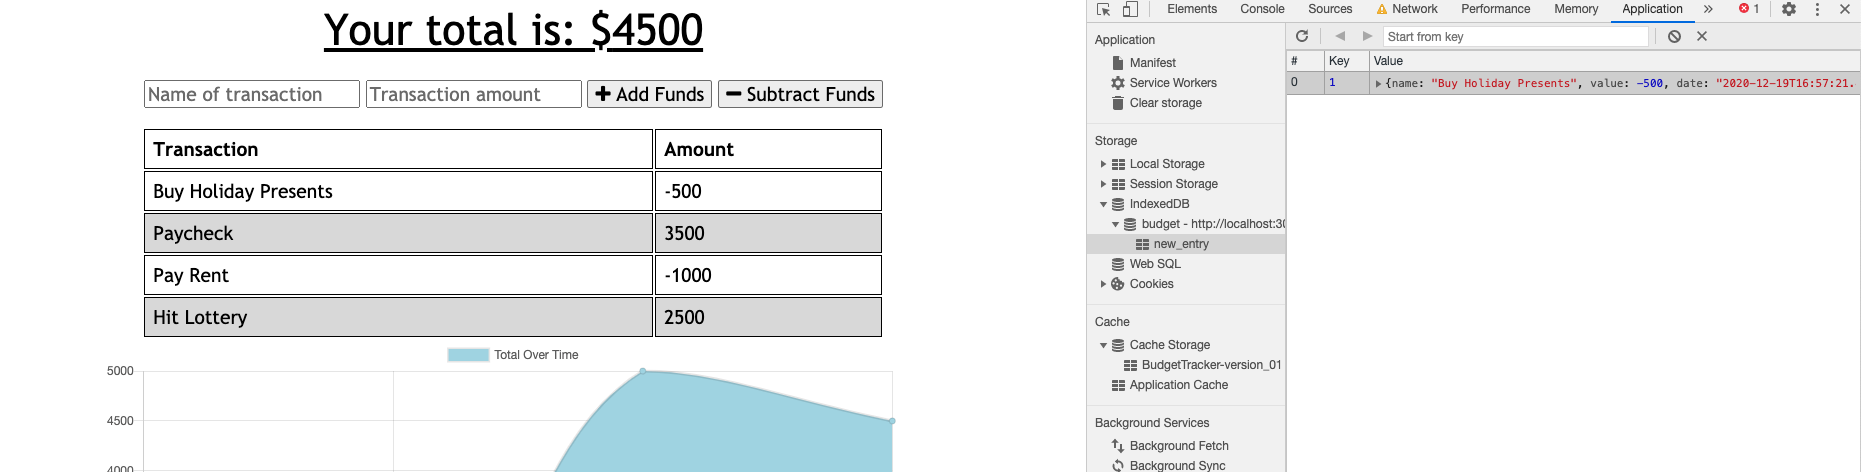 Your total is: $4500
Name of transaction Transaction amount + Add Funds − Subtract Funds
Transaction Amount
Buy Holiday Presents -500
Paycheck 3500
Pay Rent -1000
Hit Lottery 2500
Total Over Time
5000
4500
4000
Elements Console Sources Network Performance Memory Application » 1
Application
Manifest
Service Workers
Clear storage
Storage
Local Storage
Session Storage
IndexedDB
budget - http://localhost:30
new_entry
Web SQL
Cookies
Cache
Cache Storage
BudgetTracker-version_01
Application Cache
Background Services
Background Fetch
Background Sync
Start from key
# Key Value
0 1 {name: "Buy Holiday Presents", value: -500, date: "2020-12-19T16:57:21.